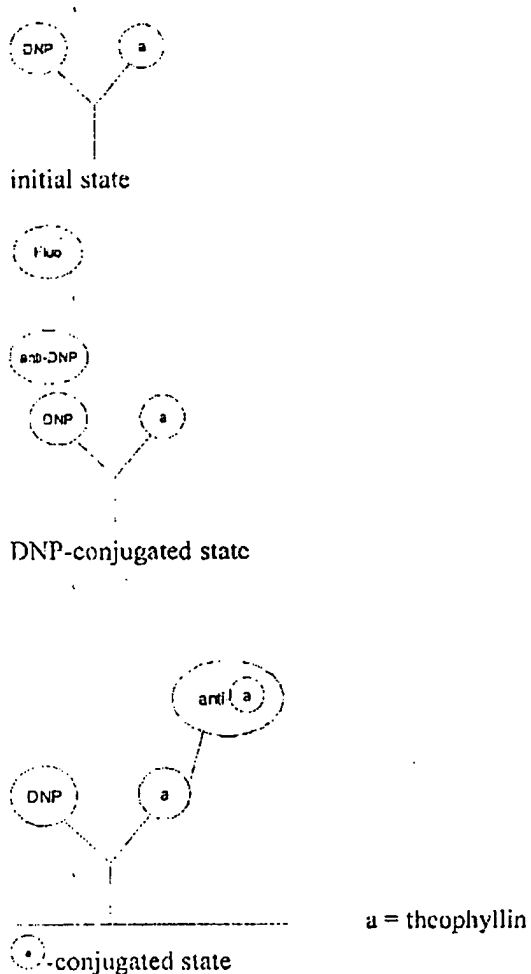 DNP a
initial state
Fluo
anti-DNP
DNP a
DNP-conjugated state
anti a
DNP a
a = theophyllin
a -conjugated state